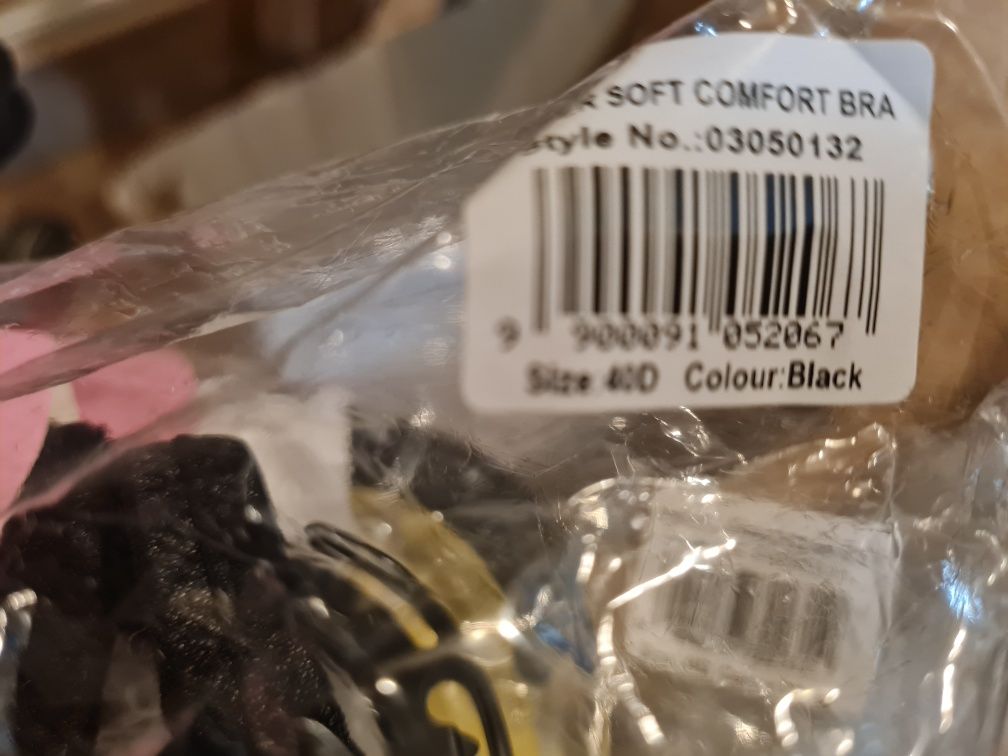 SOFT COMFORT BRA
Style No.:03050132
9 900091 052067
Size 40D Colour:Black